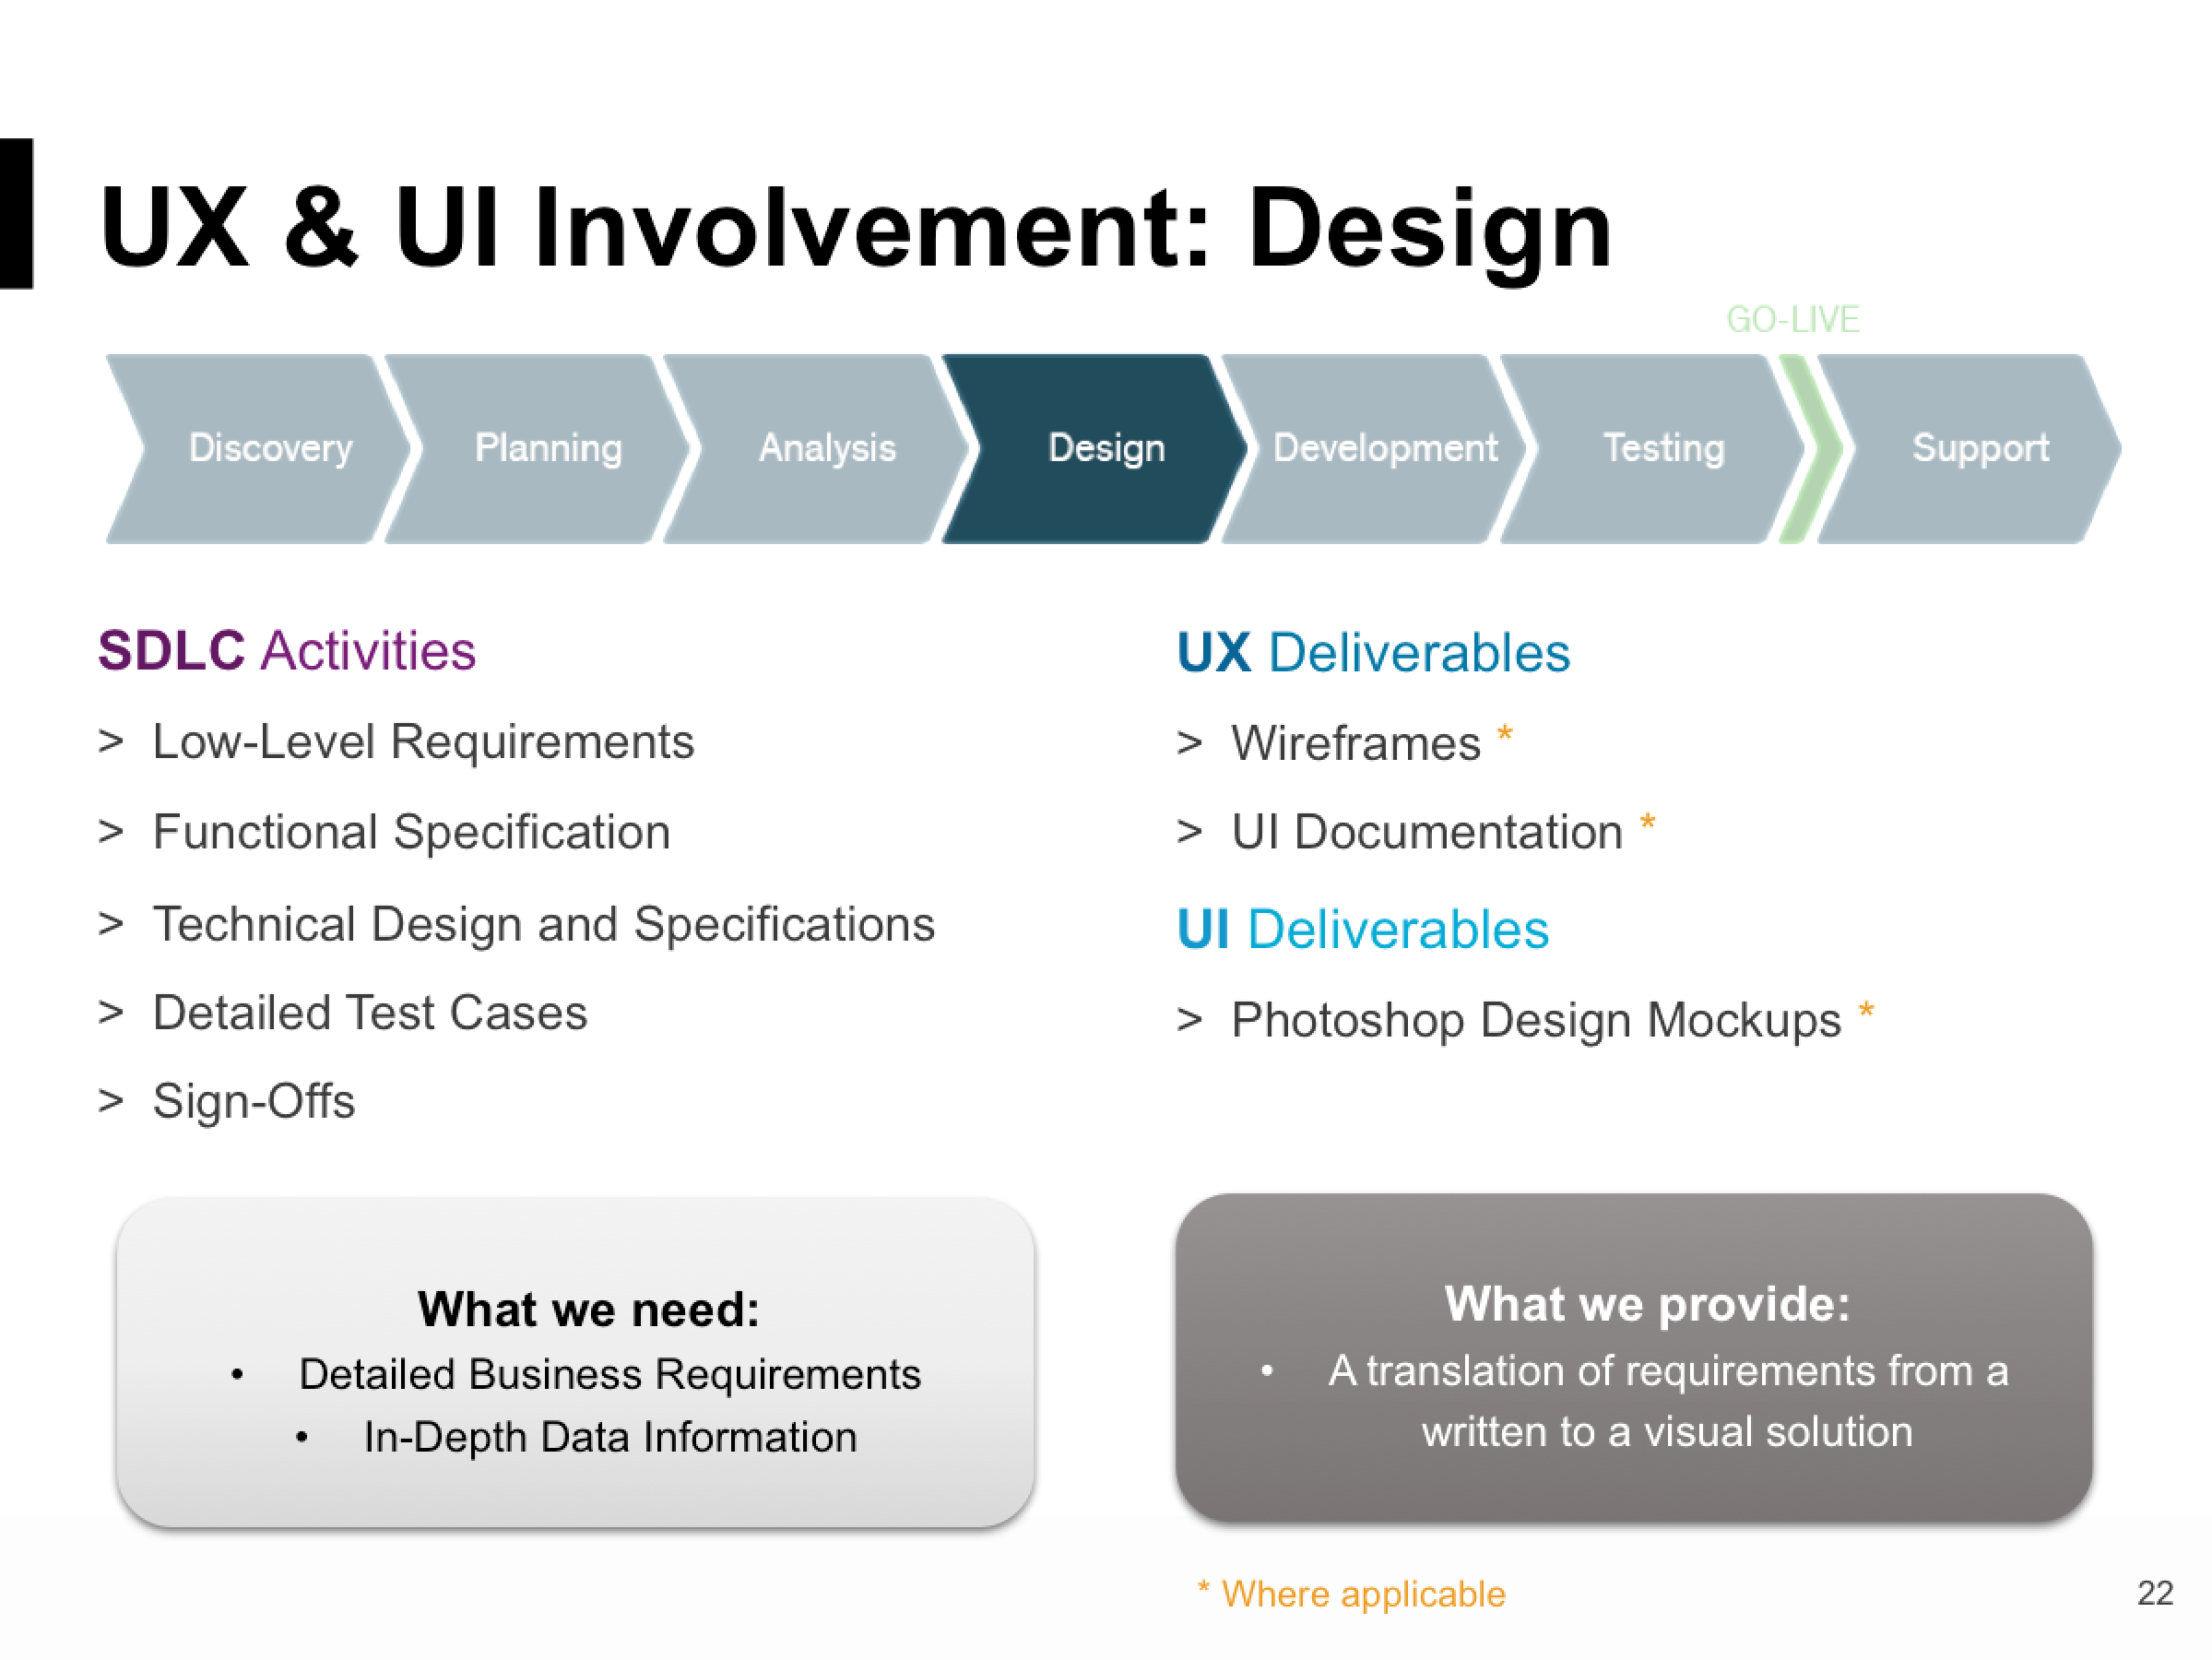 UX & UI Involvement: Design
GO-LIVE
Discovery
Planning
Analysis
Design
Development
Testing
Support
SDLC Activities
> Low-Level Requirements
> Functional Specification
> Technical Design and Specifications
> Detailed Test Cases
> Sign-Offs
UX Deliverables
> Wireframes *
> UI Documentation *
UI Deliverables
> Photoshop Design Mockups *
What we need:
• Detailed Business Requirements
• In-Depth Data Information
What we provide:
• A translation of requirements from a
written to a visual solution
* Where applicable
22